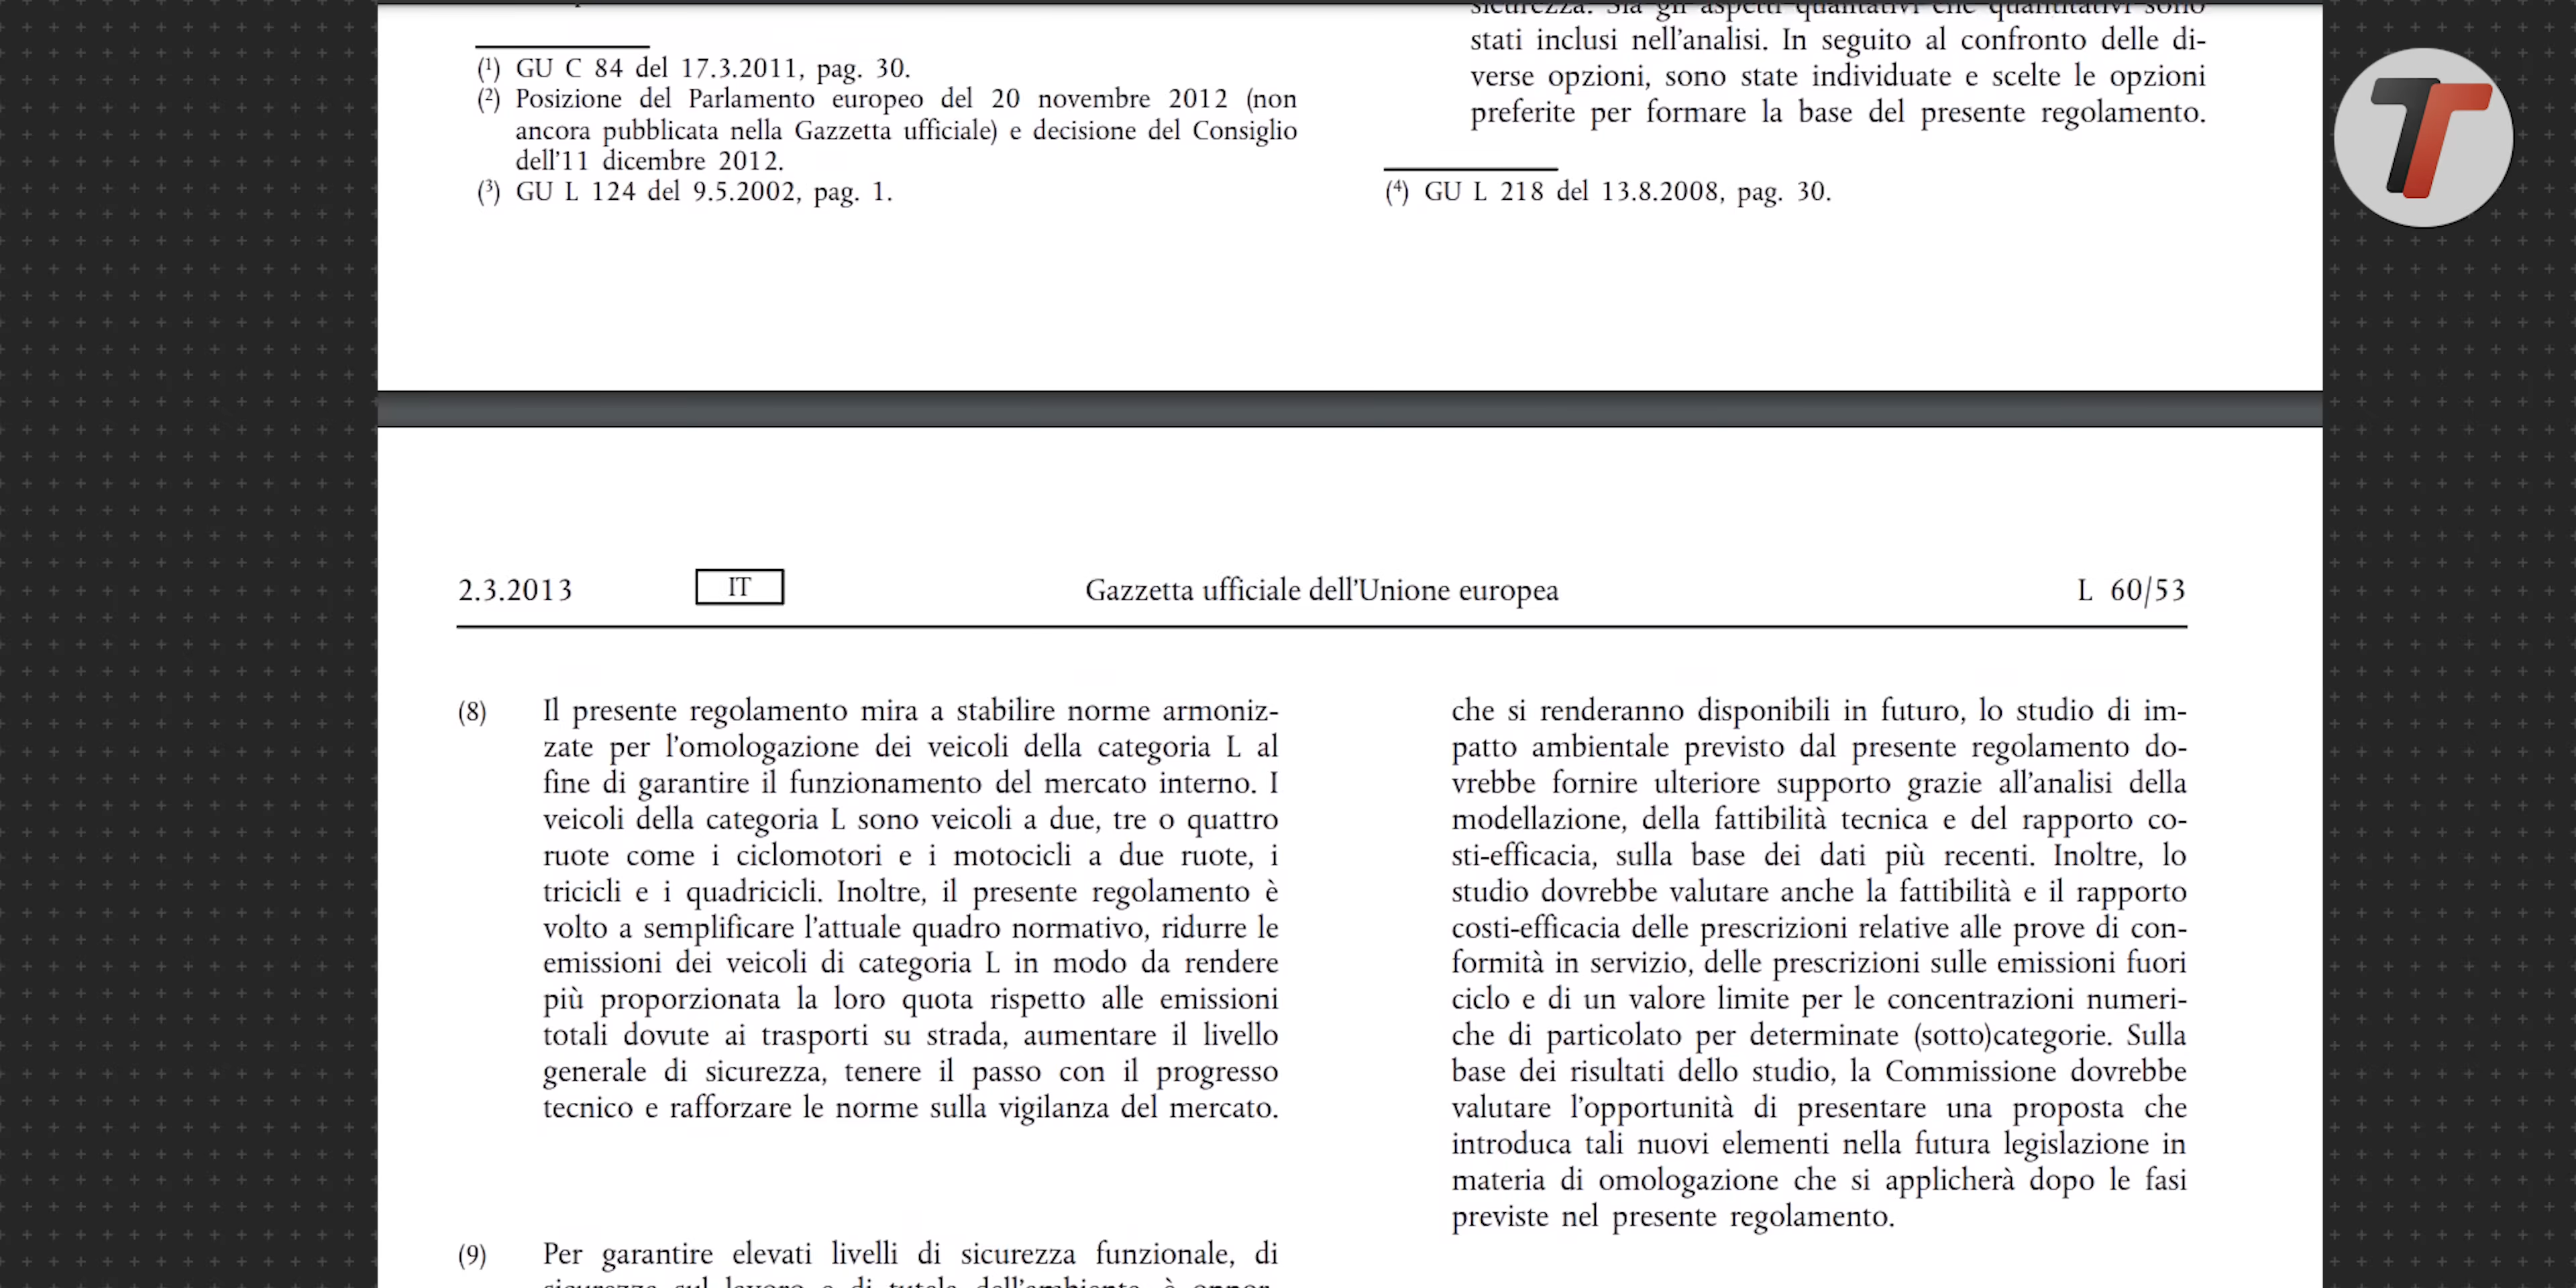 (¹) GU C 84 del 17.3.2011, pag. 30.
(²) Posizione del Parlamento europeo del 20 novembre 2012 (non
ancora pubblicata nella Gazzetta ufficiale) e decisione del Consiglio
dell'11 dicembre 2012.
(³) GU L 124 del 9.5.2002, pag. 1.
sicurezza. Sia gli aspetti qualitativi che quantitativi sono
stati inclusi nell'analisi. In seguito al confronto delle di-
verse opzioni, sono state individuate e scelte le opzioni
preferite per formare la base del presente regolamento.
(⁴) GU L 218 del 13.8.2008, pag. 30.
2.3.2013 IT Gazzetta ufficiale dell'Unione europea L 60/53
(8) Il presente regolamento mira a stabilire norme armoniz-
zate per l'omologazione dei veicoli della categoria L al
fine di garantire il funzionamento del mercato interno. I
veicoli della categoria L sono veicoli a due, tre o quattro
ruote come i ciclomotori e i motocicli a due ruote, i
tricicli e i quadricicli. Inoltre, il presente regolamento è
volto a semplificare l'attuale quadro normativo, ridurre le
emissioni dei veicoli di categoria L in modo da rendere
più proporzionata la loro quota rispetto alle emissioni
totali dovute ai trasporti su strada, aumentare il livello
generale di sicurezza, tenere il passo con il progresso
tecnico e rafforzare le norme sulla vigilanza del mercato.
(9) Per garantire elevati livelli di sicurezza funzionale, di
che si renderanno disponibili in futuro, lo studio di im-
patto ambientale previsto dal presente regolamento do-
vrebbe fornire ulteriore supporto grazie all'analisi della
modellazione, della fattibilità tecnica e del rapporto co-
sti-efficacia, sulla base dei dati più recenti. Inoltre, lo
studio dovrebbe valutare anche la fattibilità e il rapporto
costi-efficacia delle prescrizioni relative alle prove di con-
formità in servizio, delle prescrizioni sulle emissioni fuori
ciclo e di un valore limite per le concentrazioni numeri-
che di particolato per determinate (sotto)categorie. Sulla
base dei risultati dello studio, la Commissione dovrebbe
valutare l'opportunità di presentare una proposta che
introduca tali nuovi elementi nella futura legislazione in
materia di omologazione che si applicherà dopo le fasi
previste nel presente regolamento.